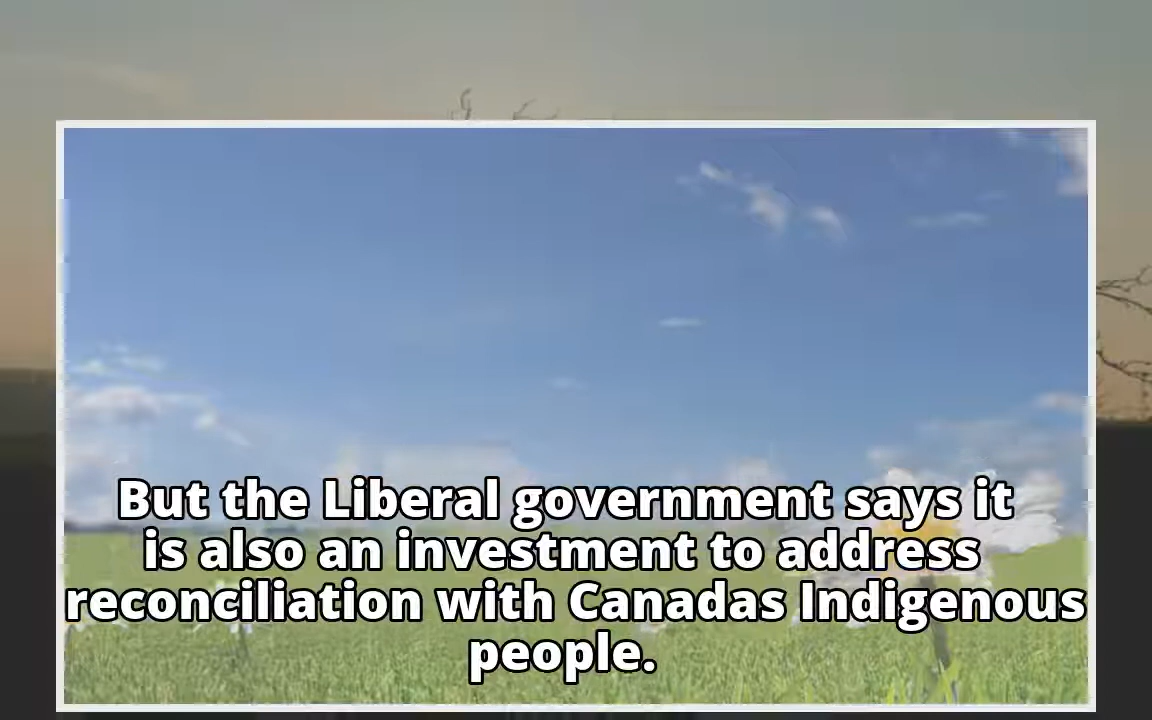 But the Liberal government says it
is also an investment to address
reconciliation with Canadas Indigenous
people.